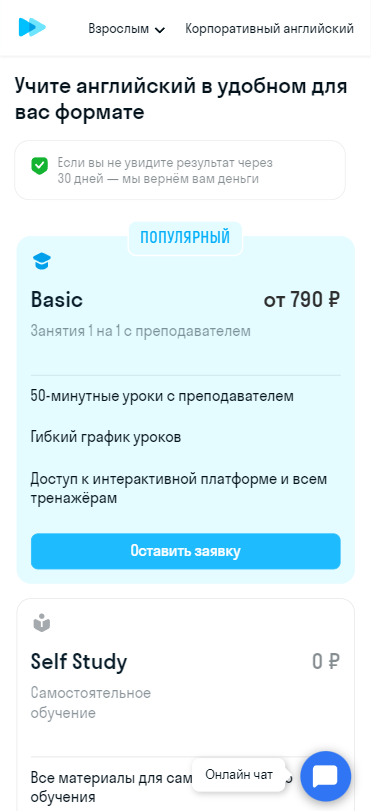 Взрослым
Корпоративный английский
Учите английский в удобном для
вас формате
Если вы не увидите результат через
30 дней — мы вернём вам деньги
ПОПУЛЯРНЫЙ
Basic
от 790 ₽
Занятия 1 на 1 с преподавателем
50-минутные уроки с преподавателем
Гибкий график уроков
Доступ к интерактивной платформе и всем
тренажёрам
Оставить заявку
Self Study
0 ₽
Самостоятельное
обучение
Все материалы для
обучения
Онлайн чат